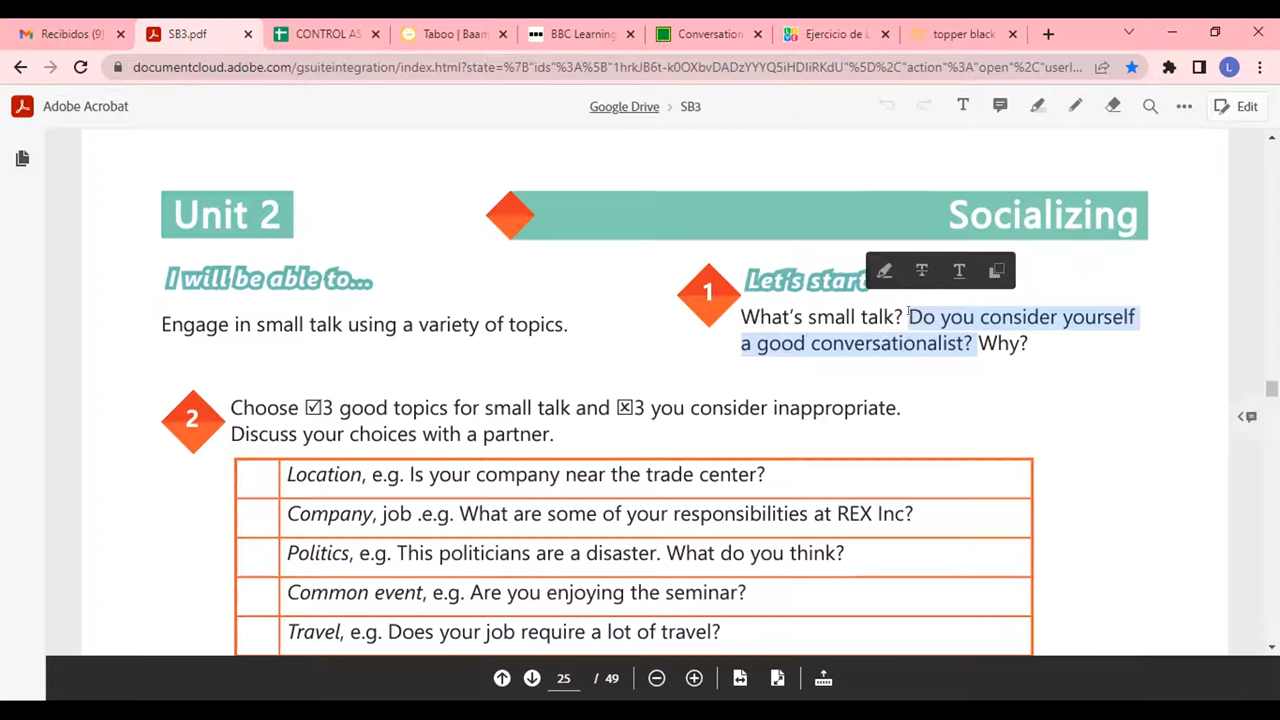 Recibidos (9)
SB3.pdf
CONTROL AS
Taboo | Baam
BBC Learning
Conversation
Ejercicio de L
topper black
documentcloud.adobe.com/gsuiteintegration/index.html?state=%7B"ids"%3A%5B"1hrkJB6t-k0OXbvDADzYYYQ5iHDIiRKdU"%5D%2C"action"%3A"open"%2C"userI...
L
Adobe Acrobat
Google Drive > SB3
Edit
Unit 2
Socializing
I will be able to...
Engage in small talk using a variety of topics.
1
Let's start
What's small talk? Do you consider yourself
a good conversationalist? Why?
2
Choose ☑3 good topics for small talk and ☒3 you consider inappropriate.
Discuss your choices with a partner.
Location, e.g. Is your company near the trade center?
Company, job .e.g. What are some of your responsibilities at REX Inc?
Politics, e.g. This politicians are a disaster. What do you think?
Common event, e.g. Are you enjoying the seminar?
Travel, e.g. Does your job require a lot of travel?
25 / 49